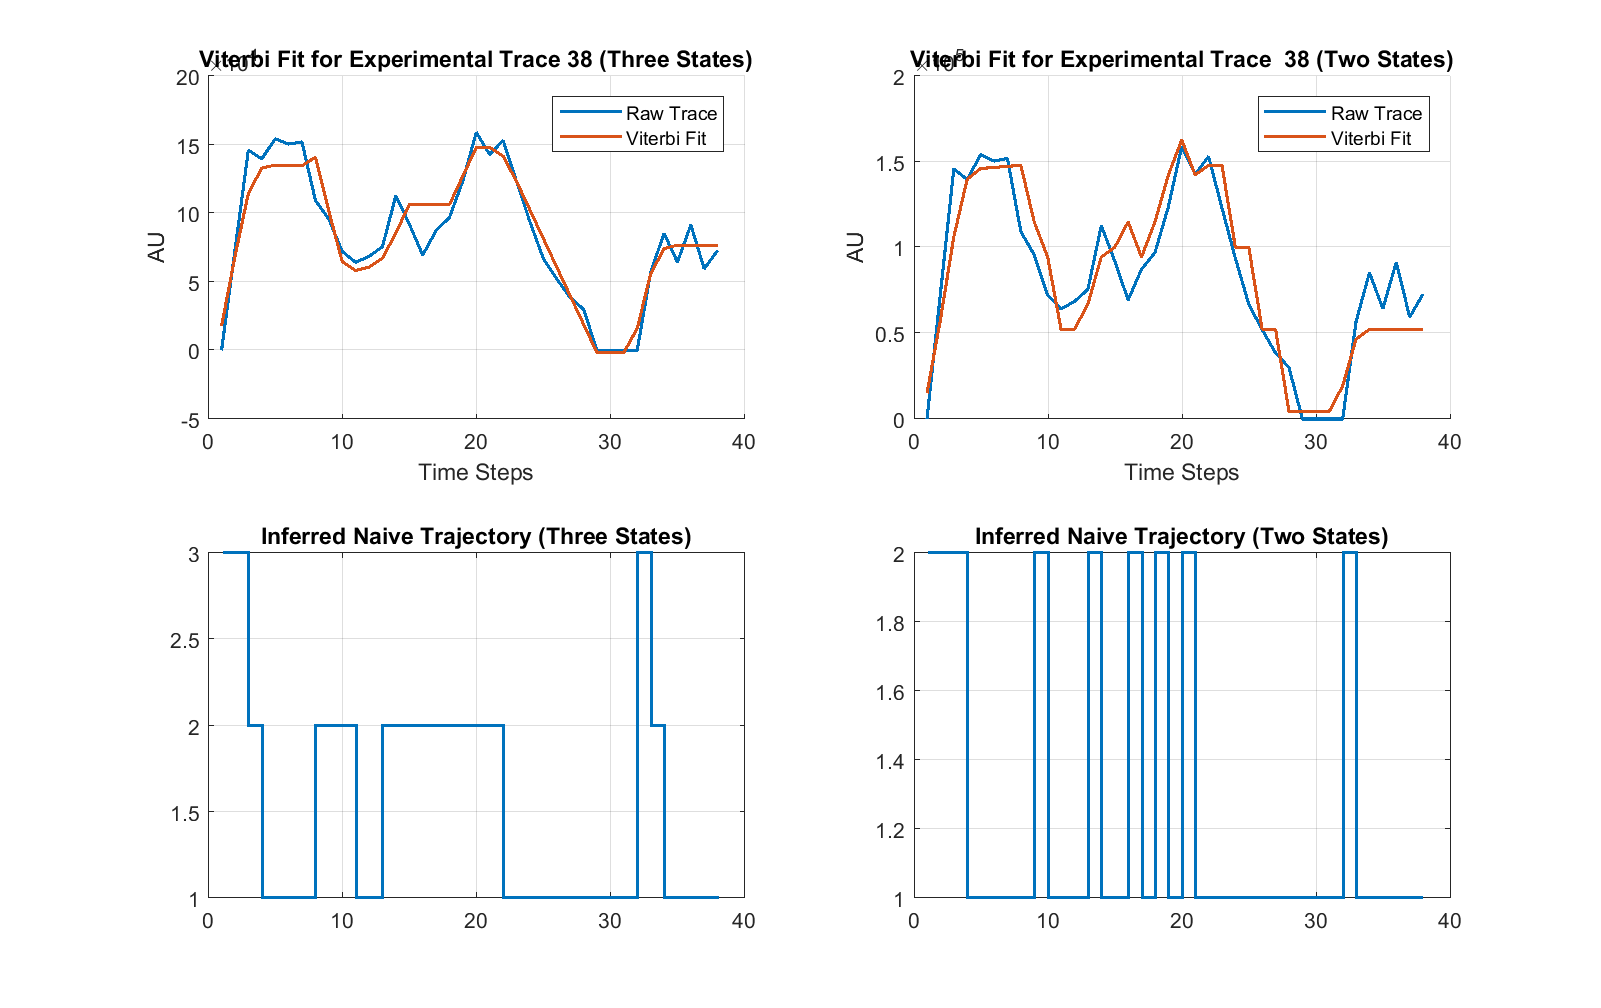 Viterbi Fit for Experimental Trace 38 (Three States)
20
15
10
5
0
-5
AU
Raw Trace
Viterbi Fit
0 10 20 30 40
Time Steps
Viterbi Fit for Experimental Trace 38 (Two States)
2
1.5
1
0.5
0
AU
Raw Trace
Viterbi Fit
0 10 20 30 40
Time Steps
Inferred Naive Trajectory (Three States)
3
2.5
2
1.5
1
0 10 20 30 40
Inferred Naive Trajectory (Two States)
2
1.8
1.6
1.4
1.2
1
0 10 20 30 40